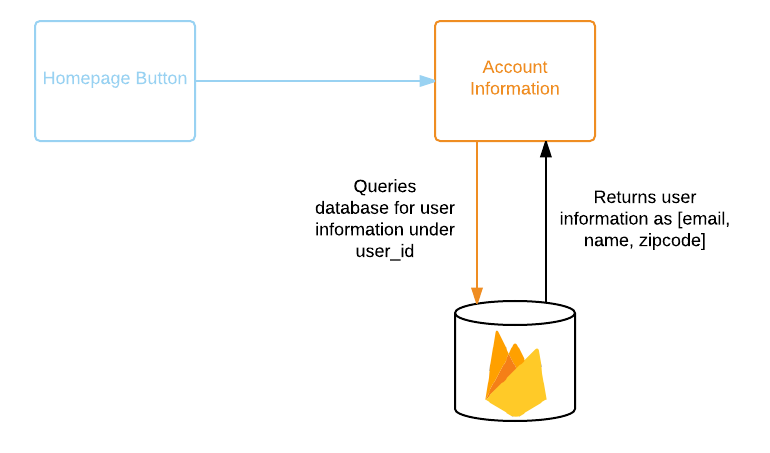 Homepage Button
Account
Information
Queries
database for user
information under
user_id
Returns user
information as [email,
name, zipcode]